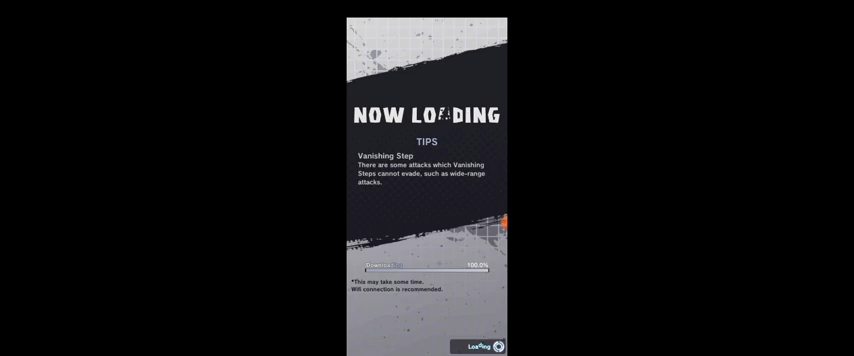 NOW LOADING
TIPS
Vanishing Step
There are some attacks which Vanishing
Steps cannot evade, such as wide-range
attacks.
Downloading 100.0%
*This may take some time.
Wifi connection is recommended.
Loading